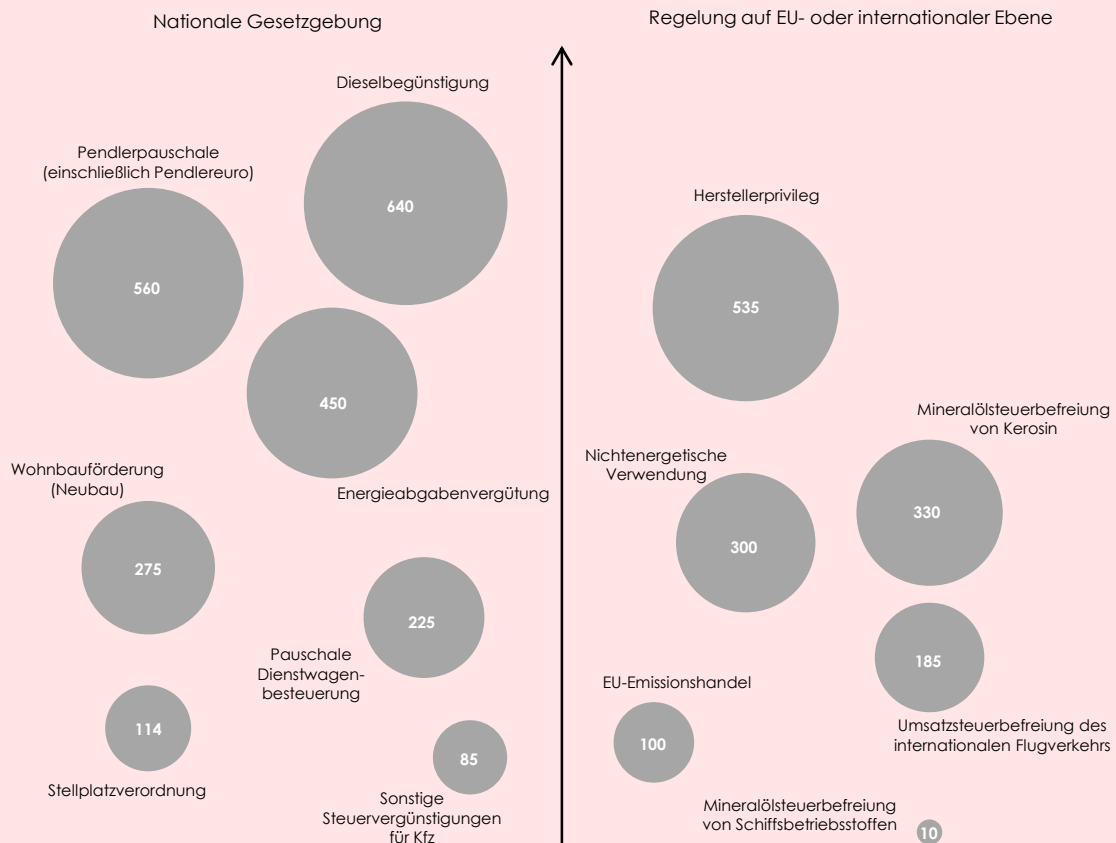 Nationale Gesetzgebung
Regelung auf EU- oder internationaler Ebene
Dieselbegünstigung
640
Pendlerpauschale
(einschließlich Pendlereuro)
560
450
Energieabgabenvergütung
Wohnbauförderung
(Neubau)
275
225
Pauschale
Dienstwagen-
besteuerung
114
Stellplatzverordnung
85
Sonstige
Steuervergünstigungen
für Kfz
Herstellerprivileg
535
Mineralölsteuerbefreiung
von Kerosin
330
Nichtenergetische
Verwendung
300
185
Umsatzsteuerbefreiung des
internationalen Flugverkehrs
EU-Emissionshandel
100
Mineralölsteuerbefreiung
von Schiffsbetriebsstoffen
10